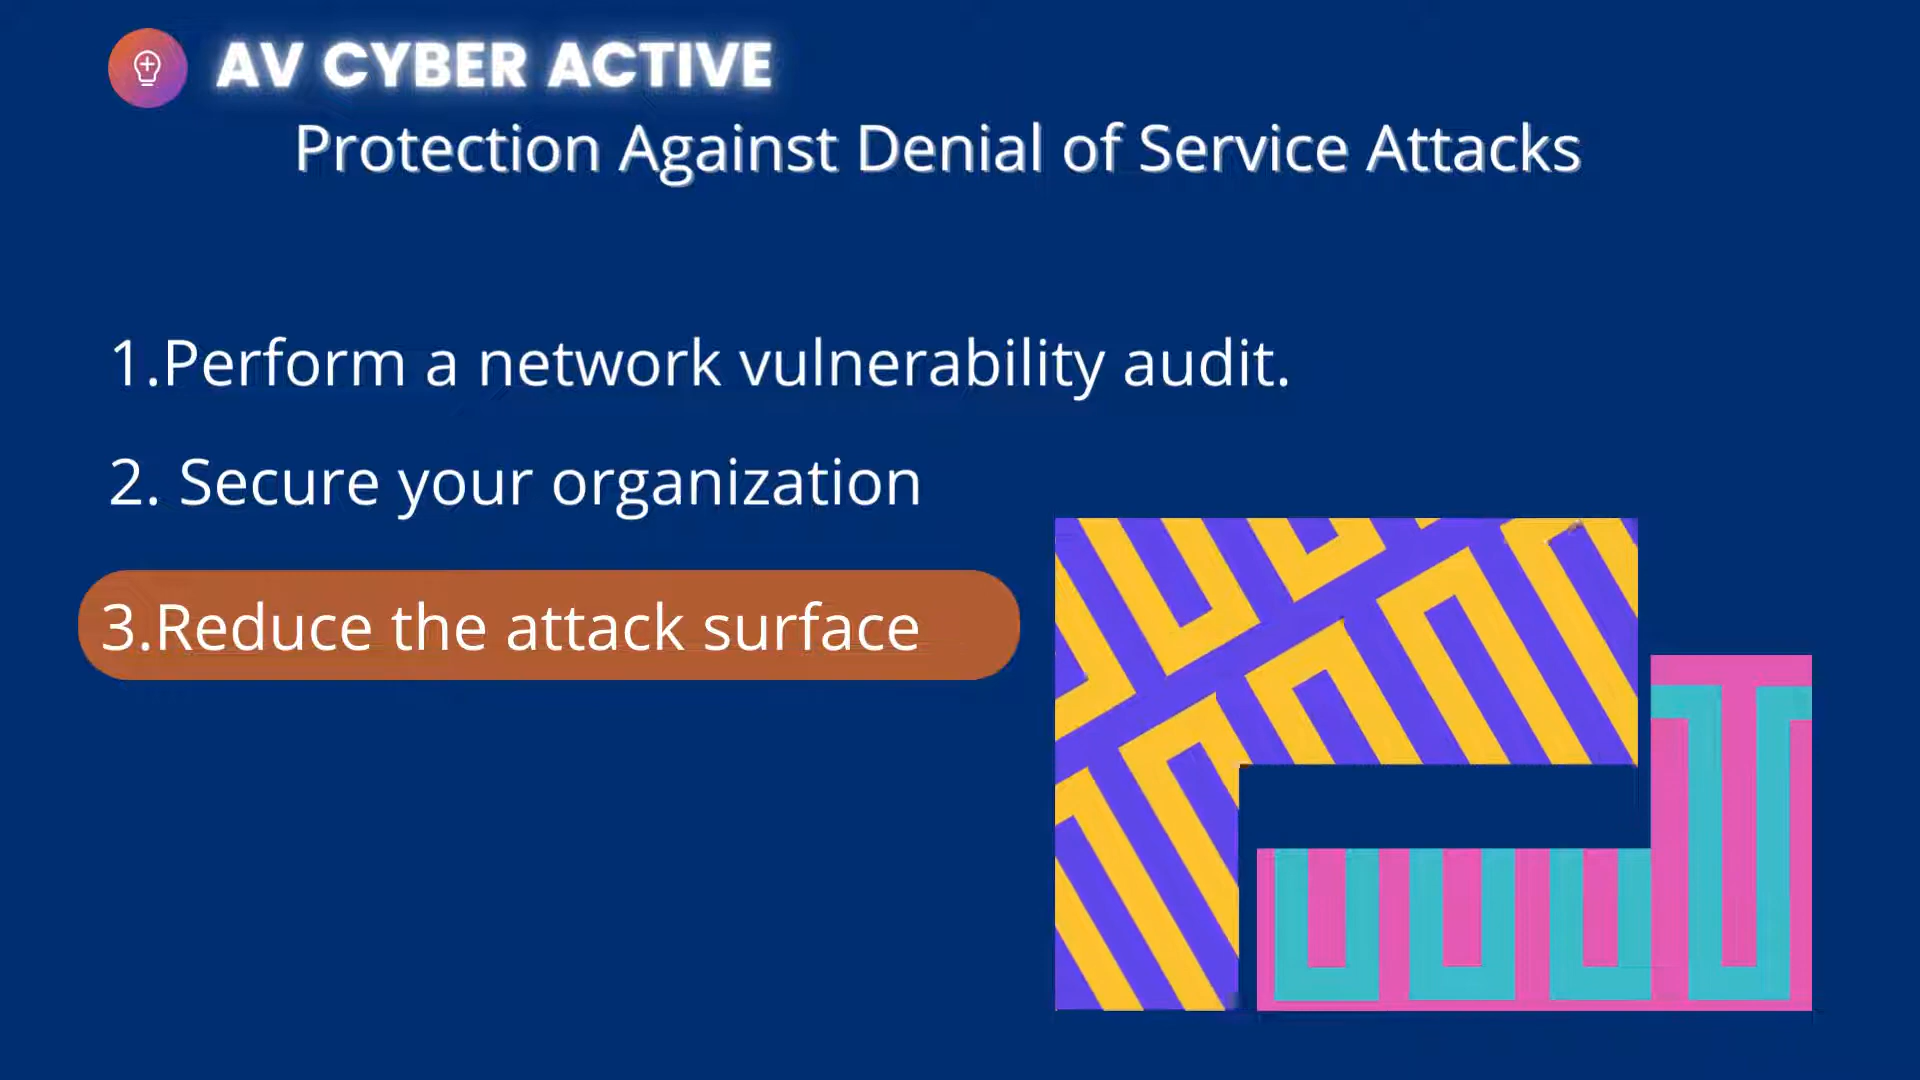 AV CYBER ACTIVE
Protection Against Denial of Service Attacks
1.Perform a network vulnerability audit.
2. Secure your organization
3.Reduce the attack surface